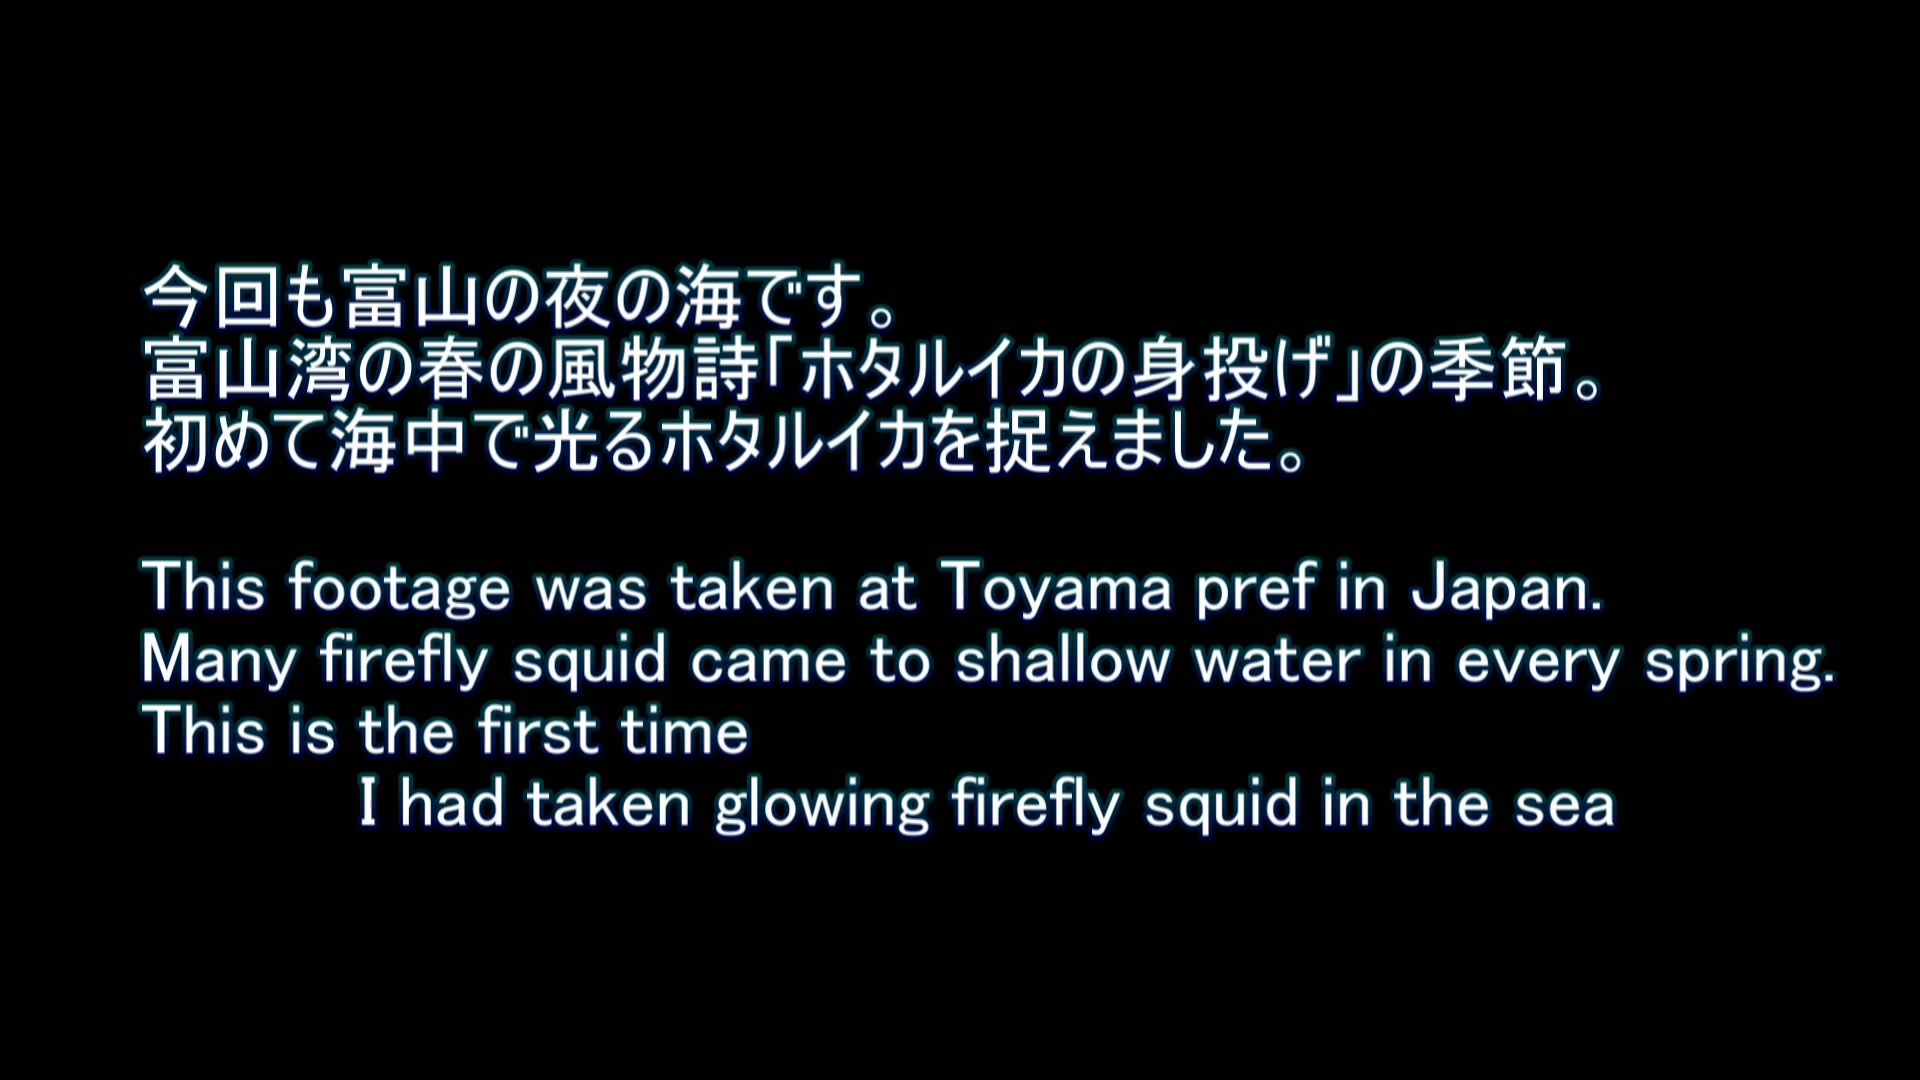 今回も富山の夜の海です。
富山湾の春の風物詩「ホタルイカの身投げ」の季節。
初めて海中で光るホタルイカを捉えました。
This footage was taken at Toyama pref in Japan.
Many firefly squid came to shallow water in every spring.
This is the first time
I had taken glowing firefly squid in the sea